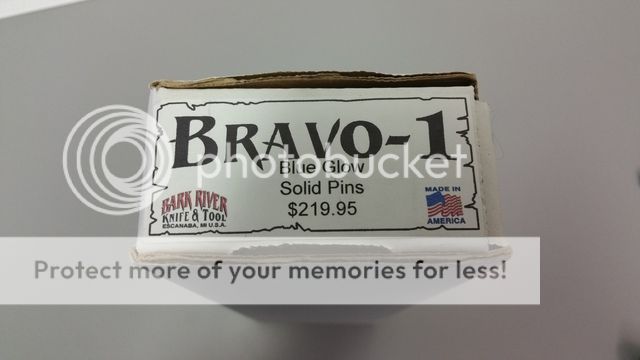 BRAVO-1
Blue Glow
Solid Pins
$219.95
BARK RIVER
KNIFE & TOOL
ESCANABA, MI U.S.A.
MADE IN
AMERICA
photobucket
Protect more of your memories for less!